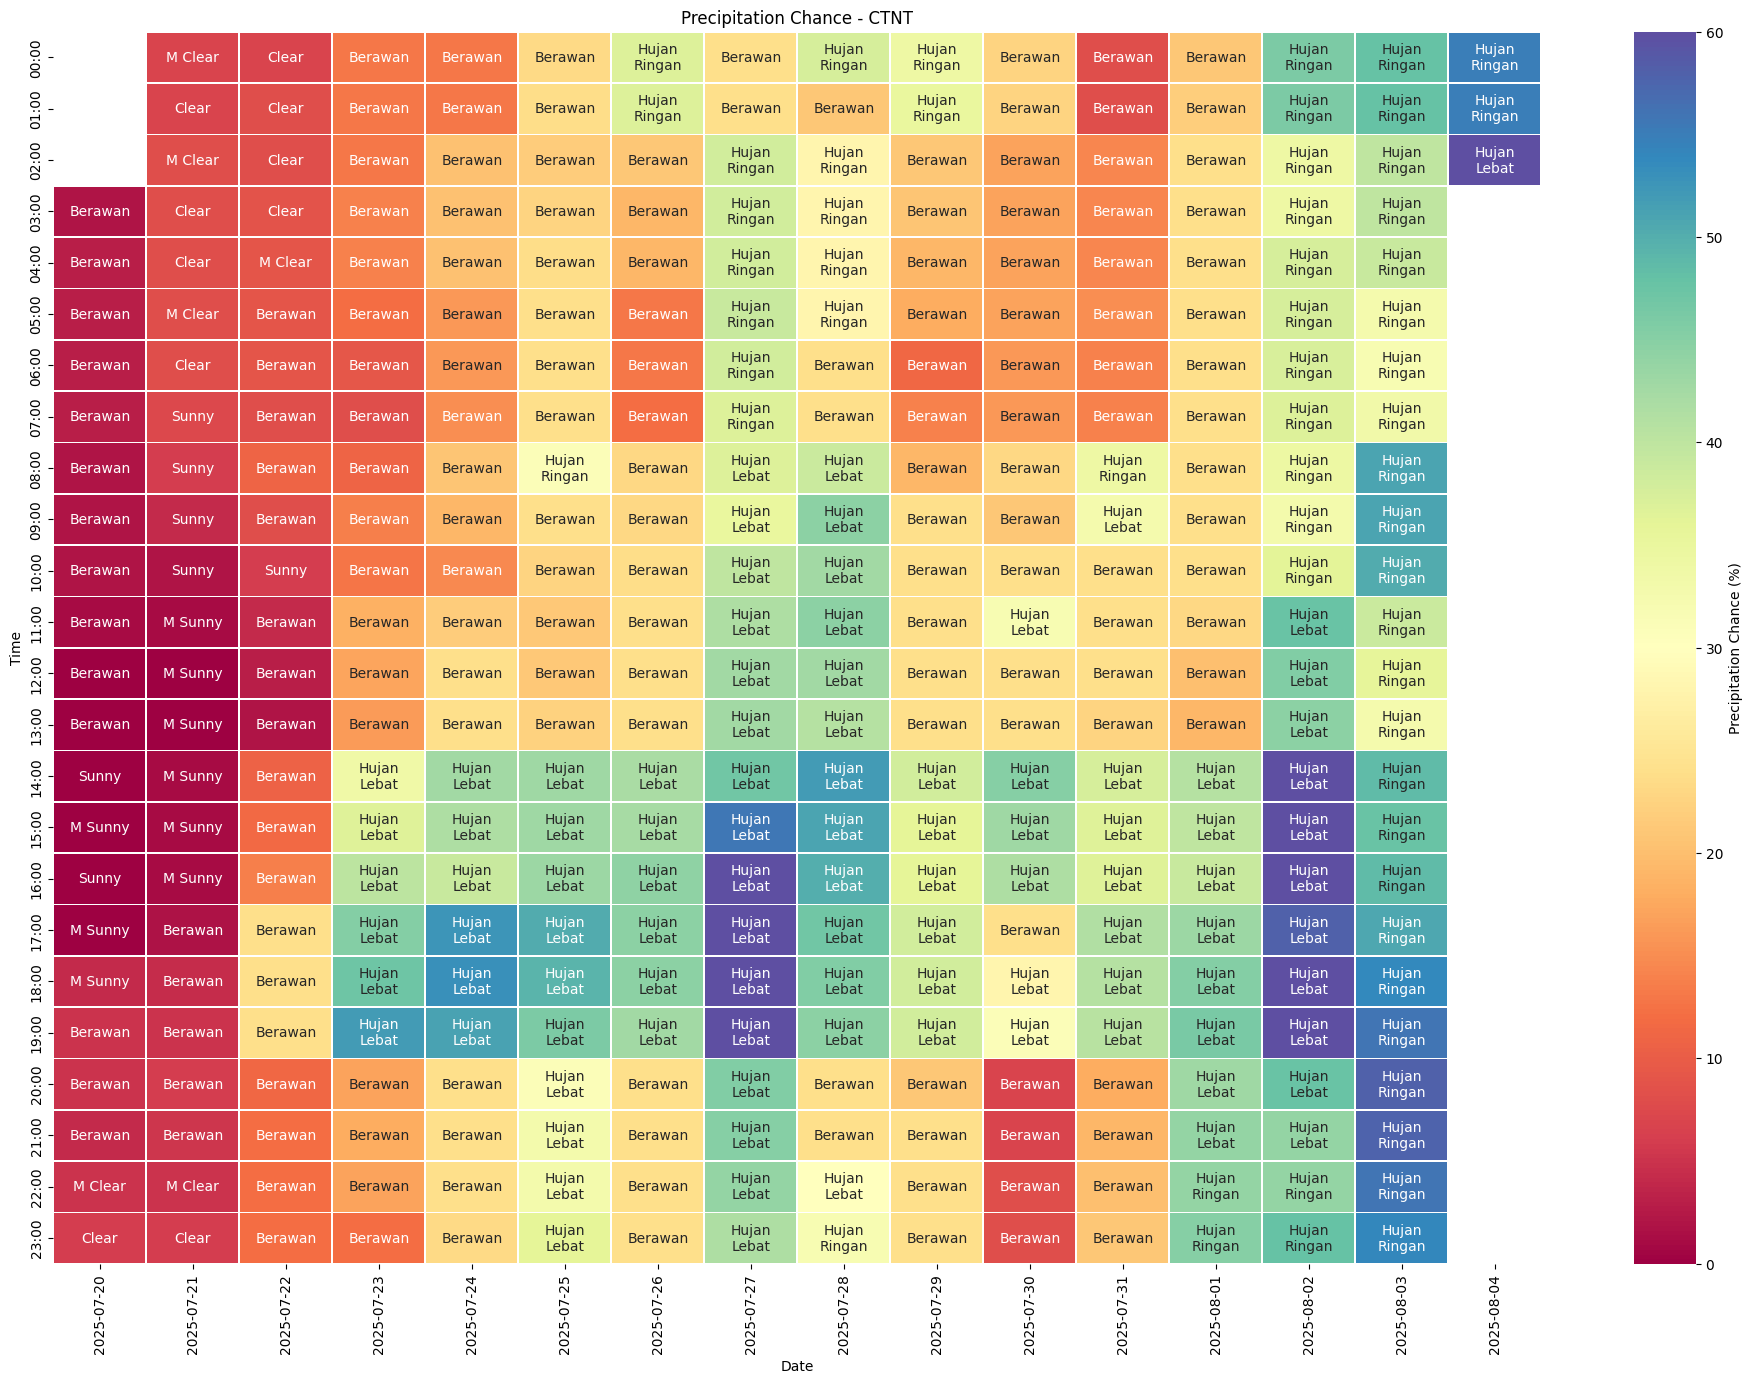 Precipitation Chance - CTNT
00:00 M Clear Clear Berawan Berawan Berawan Hujan Ringan Berawan Hujan Ringan Hujan Ringan Berawan Berawan Berawan Hujan Ringan Hujan Ringan Hujan Ringan
01:00 Clear Clear Berawan Berawan Berawan Hujan Ringan Berawan Berawan Hujan Ringan Berawan Berawan Berawan Hujan Ringan Hujan Ringan Hujan Ringan
02:00 M Clear Clear Berawan Berawan Berawan Berawan Hujan Ringan Hujan Ringan Berawan Berawan Berawan Berawan Hujan Ringan Hujan Ringan Hujan Lebat
03:00 Berawan Clear Clear Berawan Berawan Berawan Berawan Hujan Ringan Hujan Ringan Berawan Berawan Berawan Berawan Hujan Ringan Hujan Ringan
04:00 Berawan Clear M Clear Berawan Berawan Berawan Berawan Hujan Ringan Hujan Ringan Berawan Berawan Berawan Berawan Hujan Ringan Hujan Ringan
05:00 Berawan M Clear Berawan Berawan Berawan Berawan Berawan Hujan Ringan Hujan Ringan Berawan Berawan Berawan Berawan Hujan Ringan Hujan Ringan
06:00 Berawan Clear Berawan Berawan Berawan Berawan Berawan Hujan Ringan Berawan Berawan Berawan Berawan Berawan Hujan Ringan Hujan Ringan
07:00 Berawan Sunny Berawan Berawan Berawan Berawan Berawan Hujan Ringan Berawan Berawan Berawan Berawan Berawan Hujan Ringan Hujan Ringan
08:00 Berawan Sunny Berawan Berawan Berawan Hujan Ringan Berawan Hujan Lebat Hujan Lebat Berawan Berawan Hujan Ringan Berawan Hujan Ringan Hujan Ringan
09:00 Berawan Sunny Berawan Berawan Berawan Berawan Berawan Hujan Lebat Hujan Lebat Berawan Berawan Hujan Lebat Berawan Hujan Ringan Hujan Ringan
10:00 Berawan Sunny Sunny Berawan Berawan Berawan Berawan Hujan Lebat Hujan Lebat Berawan Berawan Berawan Berawan Hujan Ringan Hujan Ringan
11:00 Berawan M Sunny Berawan Berawan Berawan Berawan Berawan Hujan Lebat Hujan Lebat Berawan Hujan Lebat Berawan Berawan Hujan Lebat Hujan Ringan
12:00 Berawan M Sunny Berawan Berawan Berawan Berawan Berawan Hujan Lebat Hujan Lebat Berawan Berawan Berawan Berawan Hujan Lebat Hujan Ringan
13:00 Berawan M Sunny Berawan Berawan Berawan Berawan Berawan Hujan Lebat Hujan Lebat Berawan Berawan Berawan Berawan Hujan Lebat Hujan Ringan
14:00 Sunny M Sunny Berawan Hujan Lebat Hujan Lebat Hujan Lebat Hujan Lebat Hujan Lebat Hujan Lebat Hujan Lebat Hujan Lebat Hujan Lebat Hujan Lebat Hujan Lebat Hujan Ringan
15:00 M Sunny M Sunny Berawan Hujan Lebat Hujan Lebat Hujan Lebat Hujan Lebat Hujan Lebat Hujan Lebat Hujan Lebat Hujan Lebat Hujan Lebat Hujan Lebat Hujan Lebat Hujan Ringan
16:00 Sunny M Sunny Berawan Hujan Lebat Hujan Lebat Hujan Lebat Hujan Lebat Hujan Lebat Hujan Lebat Hujan Lebat Hujan Lebat Hujan Lebat Hujan Lebat Hujan Lebat Hujan Ringan
17:00 M Sunny Berawan Berawan Hujan Lebat Hujan Lebat Hujan Lebat Hujan Lebat Hujan Lebat Hujan Lebat Hujan Lebat Berawan Hujan Lebat Hujan Lebat Hujan Lebat Hujan Ringan
18:00 M Sunny Berawan Berawan Hujan Lebat Hujan Lebat Hujan Lebat Hujan Lebat Hujan Lebat Hujan Lebat Hujan Lebat Hujan Lebat Hujan Lebat Hujan Lebat Hujan Lebat Hujan Ringan
19:00 Berawan Berawan Berawan Hujan Lebat Hujan Lebat Hujan Lebat Hujan Lebat Hujan Lebat Hujan Lebat Hujan Lebat Hujan Lebat Hujan Lebat Hujan Lebat Hujan Lebat Hujan Ringan
20:00 Berawan Berawan Berawan Berawan Berawan Hujan Lebat Berawan Hujan Lebat Berawan Berawan Berawan Berawan Hujan Lebat Hujan Lebat Hujan Ringan
21:00 Berawan Berawan Berawan Berawan Berawan Hujan Lebat Berawan Hujan Lebat Berawan Berawan Berawan Berawan Hujan Lebat Hujan Lebat Hujan Ringan
22:00 M Clear M Clear Berawan Berawan Berawan Hujan Lebat Berawan Hujan Lebat Hujan Lebat Berawan Berawan Berawan Hujan Ringan Hujan Ringan Hujan Ringan
23:00 Clear Clear Berawan Berawan Berawan Hujan Lebat Berawan Hujan Lebat Hujan Ringan Berawan Berawan Berawan Hujan Ringan Hujan Ringan Hujan Ringan
Time
2025-07-20 2025-07-21 2025-07-22 2025-07-23 2025-07-24 2025-07-25 2025-07-26 2025-07-27 2025-07-28 2025-07-29 2025-07-30 2025-07-31 2025-08-01 2025-08-02 2025-08-03 2025-08-04
Date
60
50
40
30
20
10
0
Precipitation Chance (%)